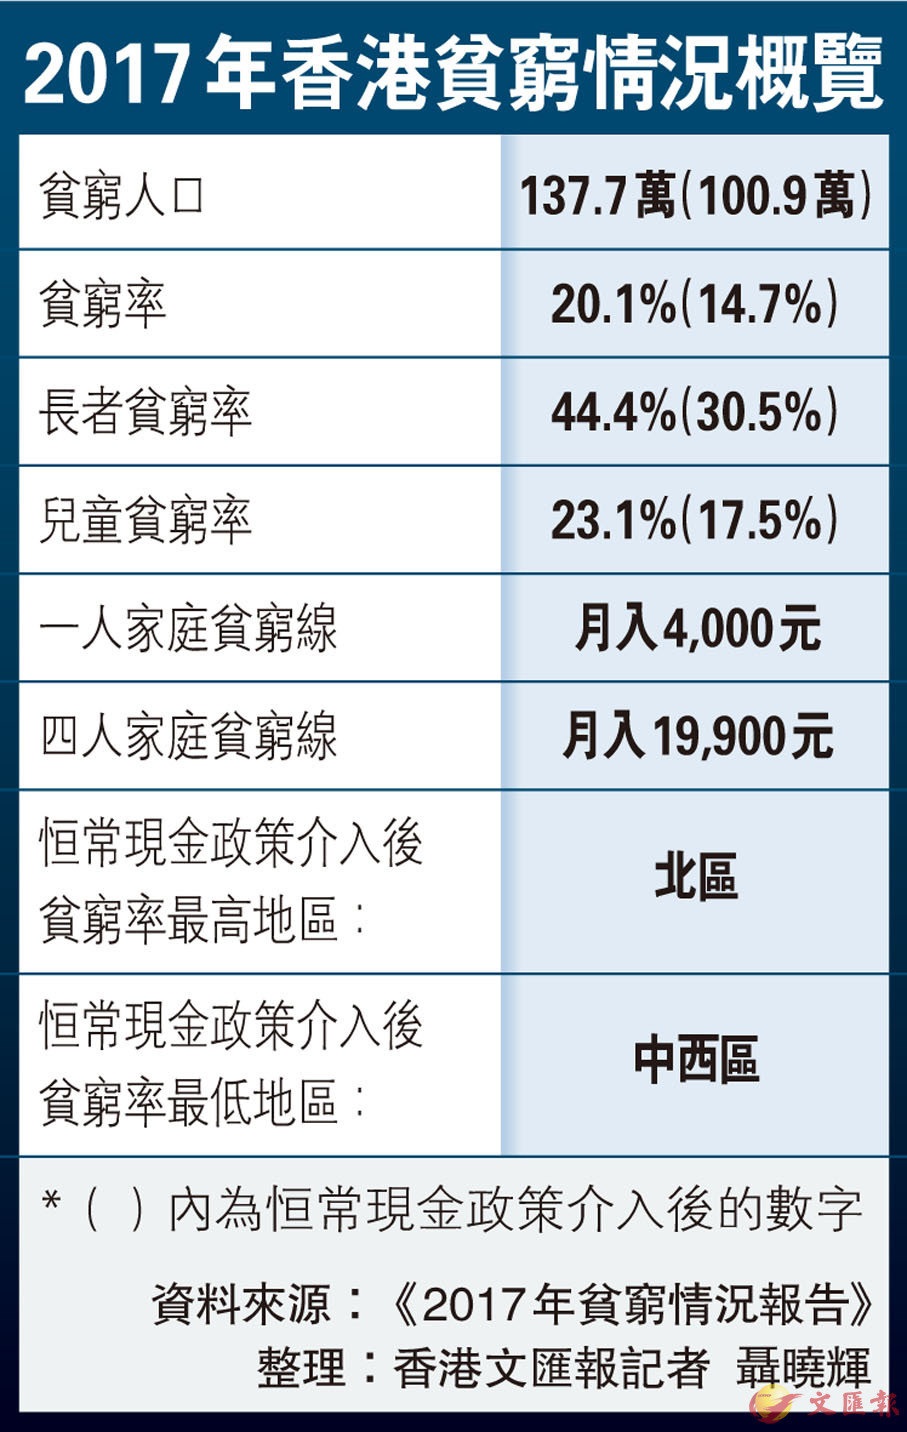 2017年香港貧窮情況概覽
貧窮人口 137.7萬(100.9萬)
貧窮率 20.1%(14.7%)
長者貧窮率 44.4%(30.5%)
兒童貧窮率 23.1%(17.5%)
一人家庭貧窮線 月入4,000元
四人家庭貧窮線 月入19,900元
恒常現金政策介入後
貧窮率最高地區：
北區
恒常現金政策介入後
貧窮率最低地區：
中西區
*（ ）內為恒常現金政策介入後的數字
資料來源：《2017年貧窮情況報告》
整理：香港文匯報記者 聶曉輝
文匯報